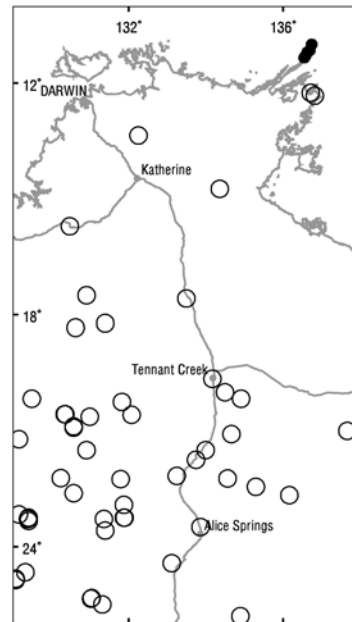 132° 136°
12°
DARWIN
Katherine
18°
Tennant Creek
Alice Springs
24°